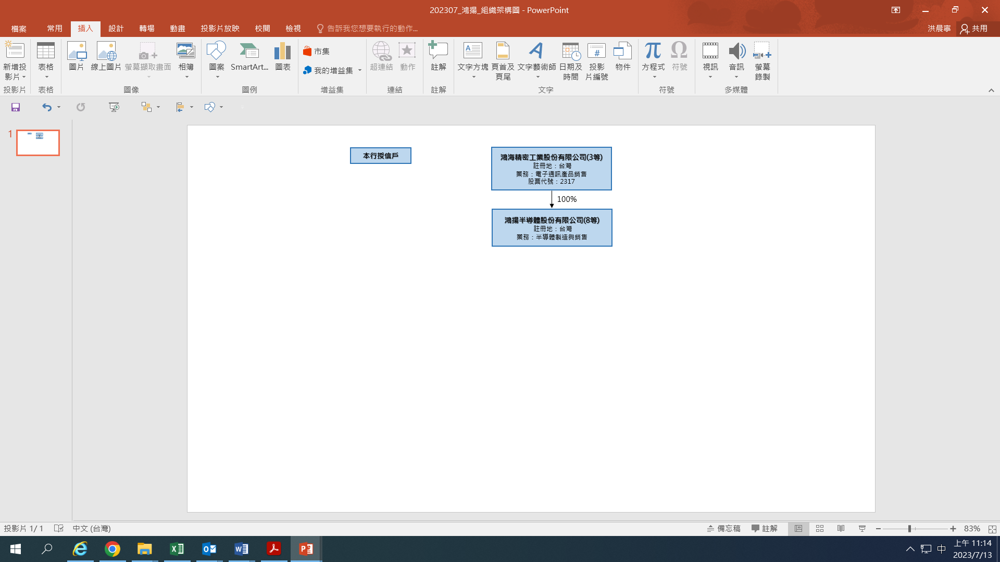 202307_鴻揚_組織架構圖 - PowerPoint
檔案 常用 插入 設計 轉場 動畫 投影片放映 校閱 檢視 告訴我您想要執行的動作... 洪晨寧 共用
新增投影片 表格 圖片 線上圖片 螢幕擷取畫面 相簿 圖案 SmartArt... 圖表 市集 我的增益集 超連結 動作 註解 文字方塊 頁首及頁尾 文字藝術師 日期及時間 投影片編號 物件 方程式 符號 視訊 音訊 螢幕錄製
投影片 表格 圖像 圖例 增益集 連結 註解 文字 符號 多媒體
1
本行授信戶
鴻海精密工業股份有限公司(3等)
註冊地：台灣
業務：電子通訊產品銷售
股票代號：2317
100%
鴻揚半導體股份有限公司(8等)
註冊地：台灣
業務：半導體製造與銷售
投影片 1/ 1 中文 (台灣) 備忘稿 註解 83%
中 上午 11:14
2023/7/13